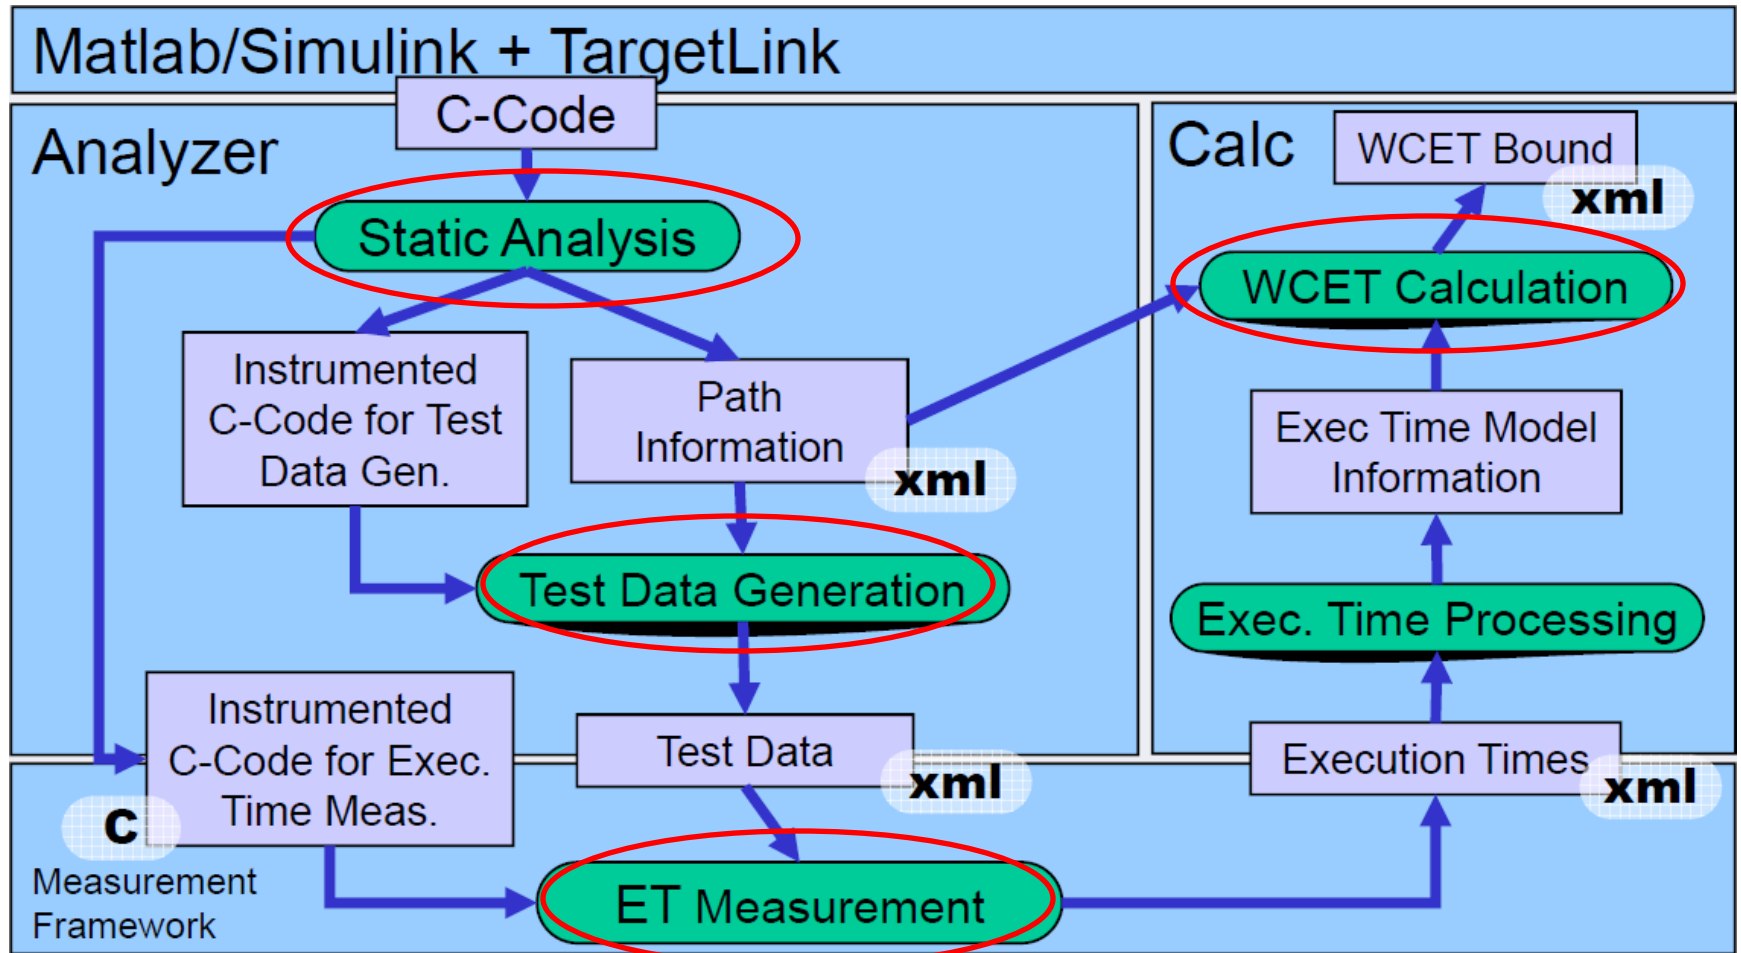 Matlab/Simulink + TargetLink
C-Code
Analyzer
Static Analysis
Instrumented
C-Code for Test
Data Gen.
Path
Information
xml
Test Data Generation
Instrumented
C-Code for Exec.
Time Meas.
C
Test Data
xml
Measurement
Framework
ET Measurement
Calc
WCET Bound
xml
WCET Calculation
Exec Time Model
Information
Exec. Time Processing
Execution Times
xml